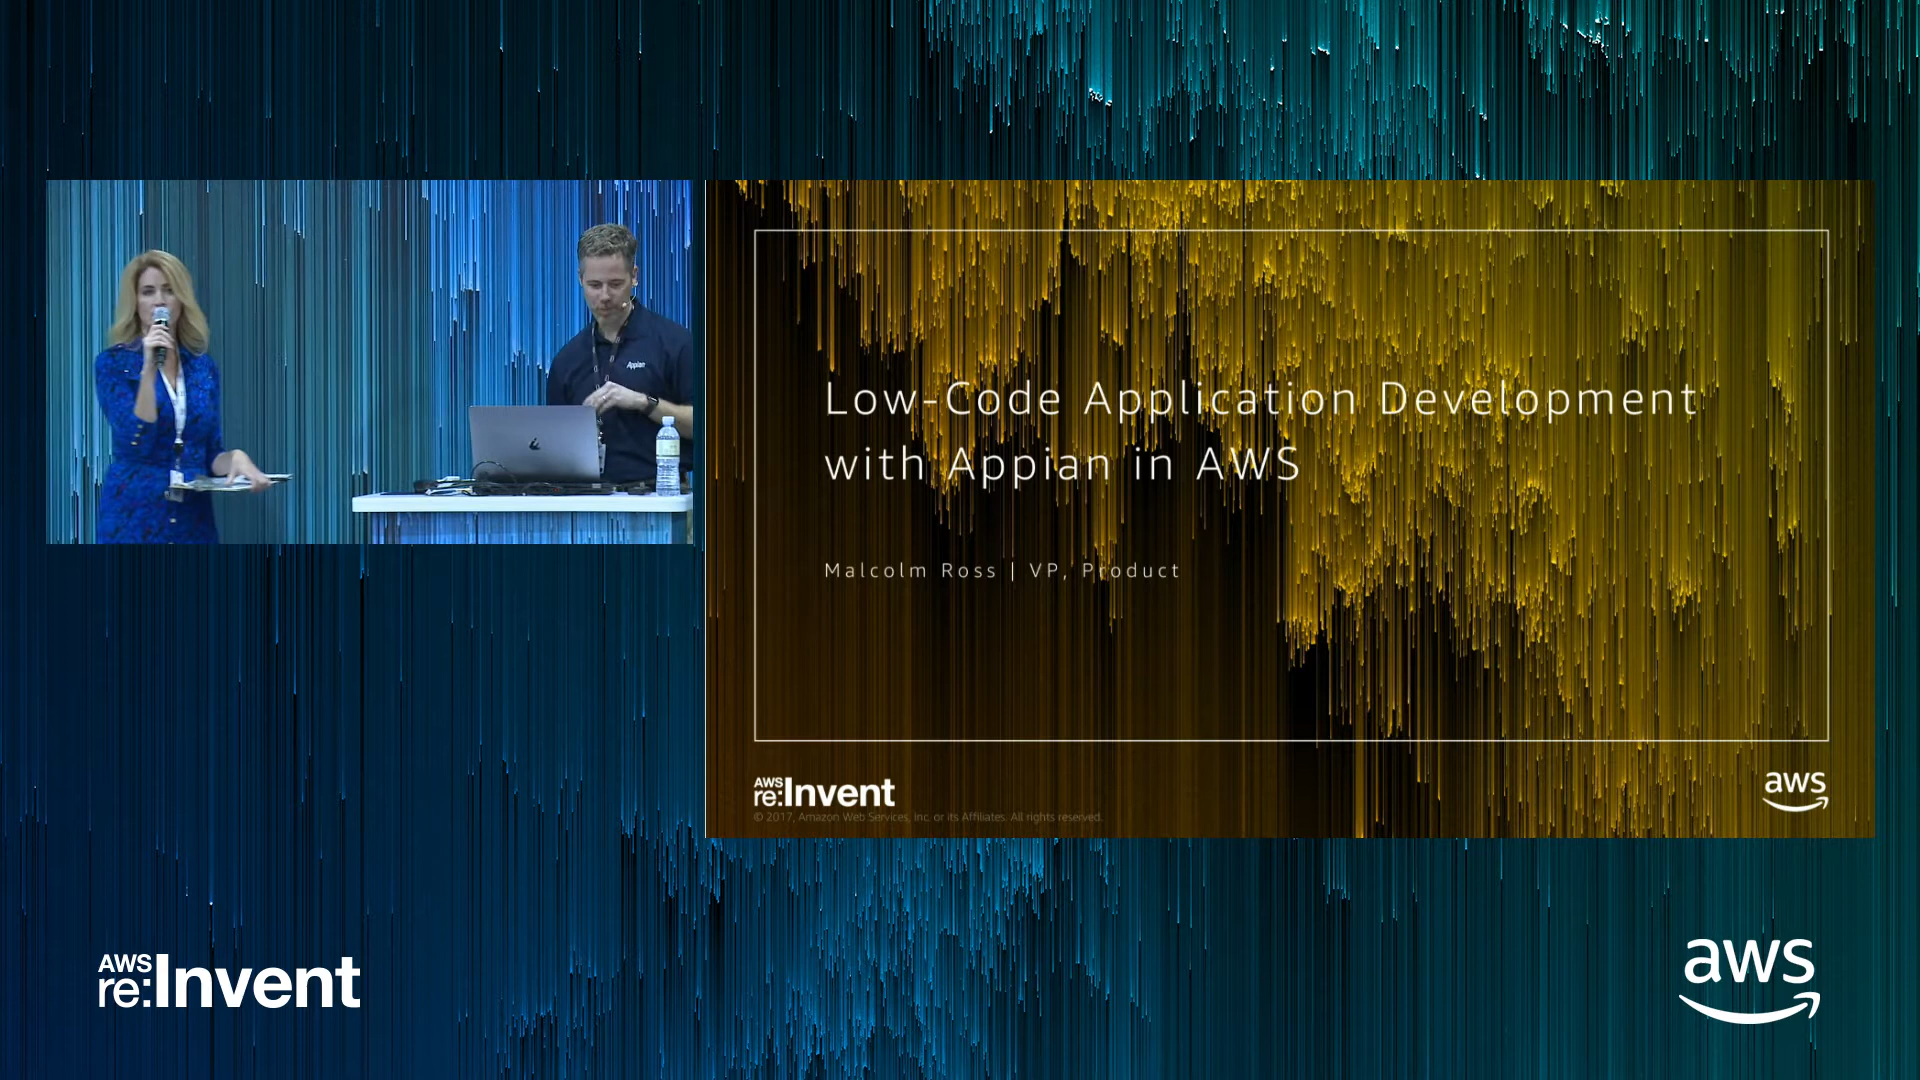 Appian
Low-Code Application Development
with Appian in AWS
Malcolm Ross | VP, Product
AWS
re:Invent
© 2017, Amazon Web Services, Inc. or its Affiliates. All rights reserved.
aws
AWS
re:Invent
aws